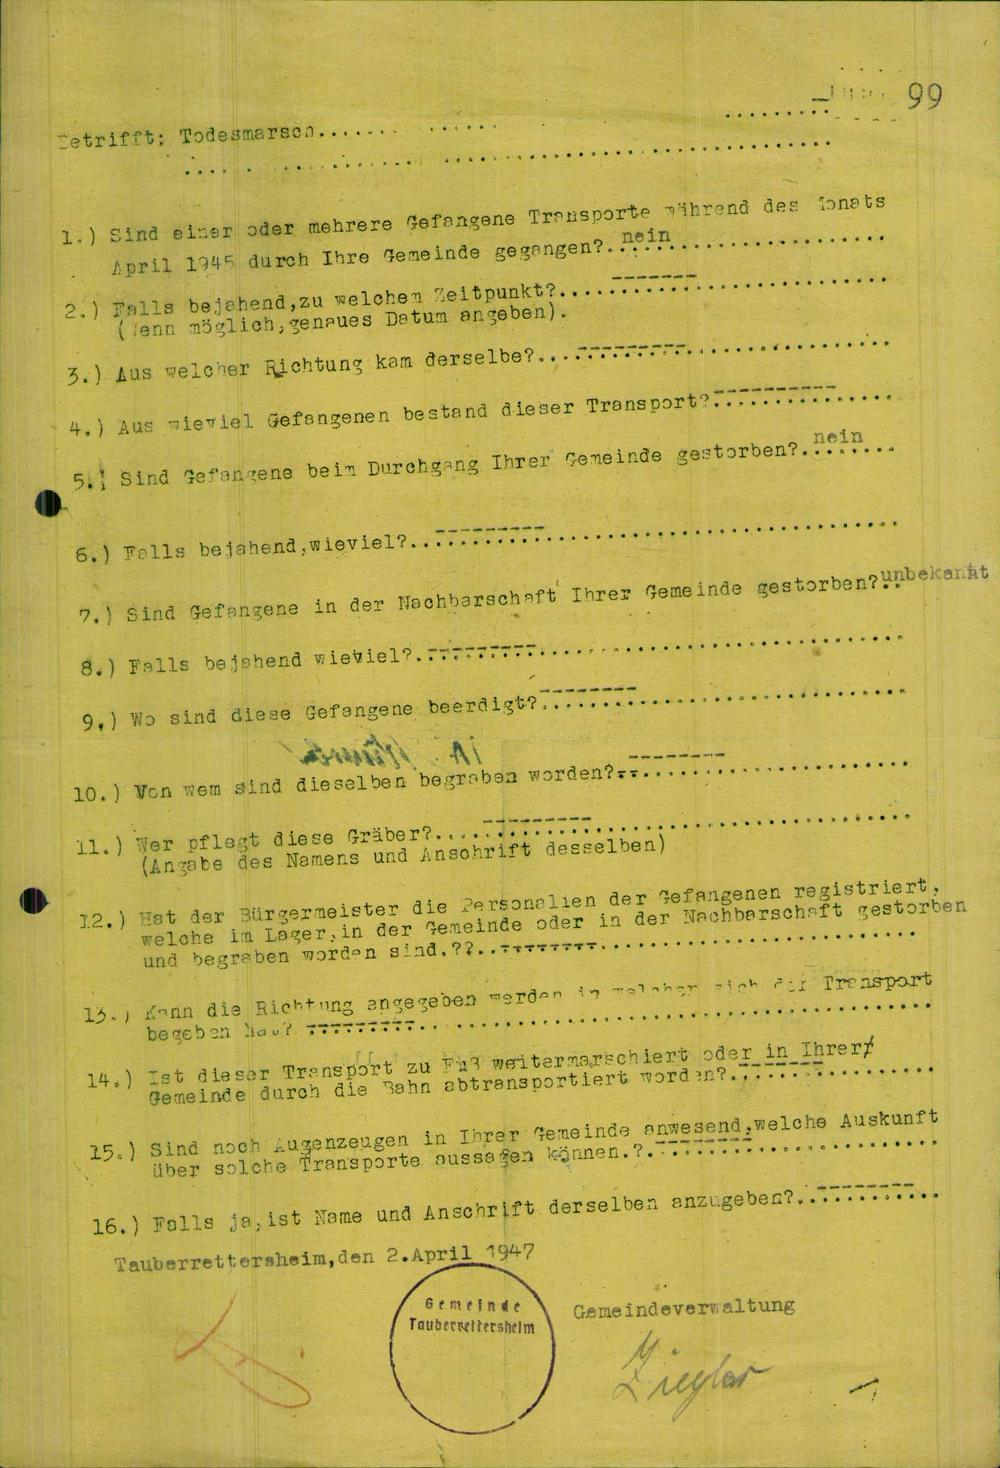 99
Betrifft: Todesmarsch.....................
1.) Sind einer oder mehrere Gefangene Transporte während des Monats
April 1945 durch Ihre Gemeinde gegangen?..nein.....................
2.) Falls bejahend,zu welchem Zeitpunkt?..---------.....................
(Wenn möglich,genaues Datum angeben).
3.) Aus welcher Richtung kam derselbe?....---------.....................
4.) Aus wieviel Gefangenen bestand dieser Transport?---------......
5.) Sind Gefangene beim Durchgang Ihrer Gemeinde gestorben?..nein....
6.) Falls bejahend,wieviel?..---------..............................
7.) Sind Gefangene in der Nachbarschaft Ihrer Gemeinde gestorben?unbekannt
8.) Falls bejahend wieviel?.---------..............................
9.) Wo sind diese Gefangene beerdigt?---------.....................
10.) Von wem sind dieselben begraben worden?---------...............
11.) Wer pflegt diese Gräber?....---------..........................
(Angabe des Namens und Anschrift desselben)
12.) Hat der Bürgermeister die Personalien der Gefangenen registriert,
welche im Lager,in der Gemeinde oder in der Nachbarschaft gestorben
und begraben worden sind.??..---------..............................
13.) Kann die Richtung angegeben werden in welcher sich der Transport
begeben hat? ---------..............................
14.) Ist dieser Transport zu Fuß weitermarschiert oder in Ihrer
Gemeinde durch die Bahn abtransportiert worden?.---------..........
15.) Sind noch Augenzeugen in Ihrer Gemeinde anwesend,welche Auskunft
über solche Transporte aussagen können.?.---------...............
16.) Falls ja,ist Name und Anschrift derselben anzugeben?..---------...
Tauberrettersheim,den 2.April 1947
Gemeinde
Tauberrettersheim
Gemeindeverwaltung
Ziegler